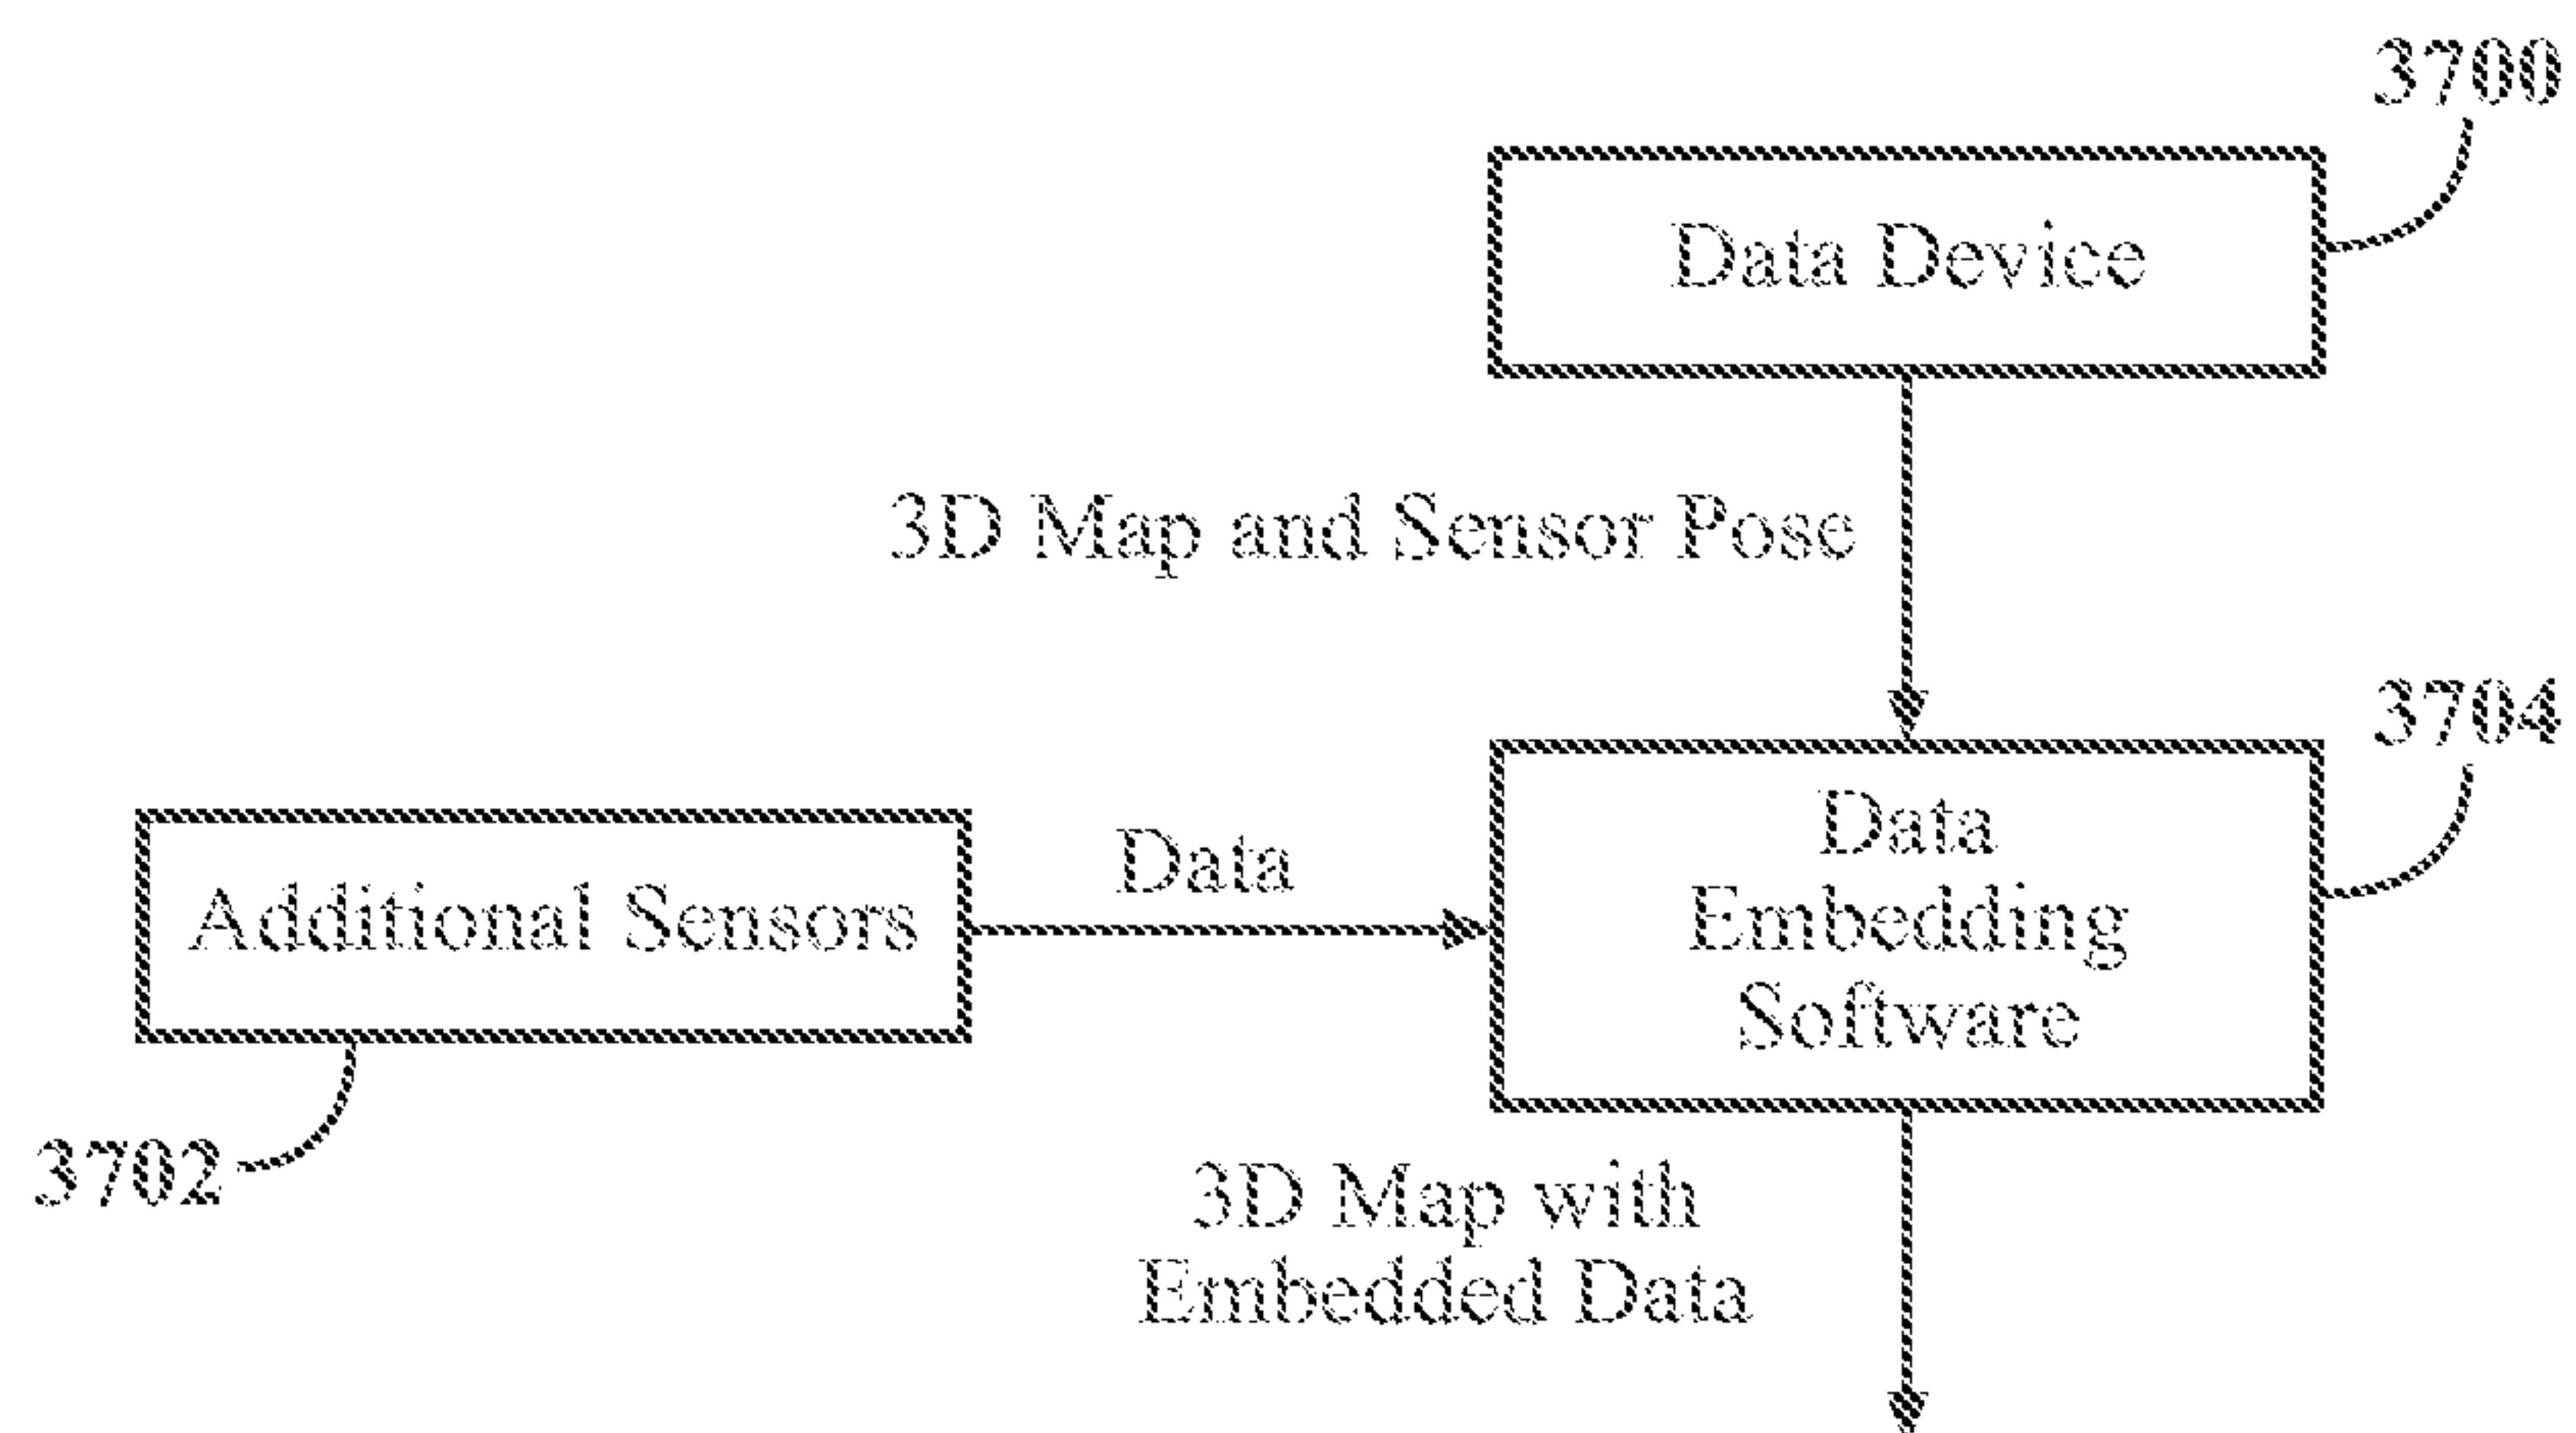 3700
Data Device
3D Map and Sensor Pose
3704
Data
Embedding
Software
Data
Additional Sensors
3702
3D Map with
Embedded Data